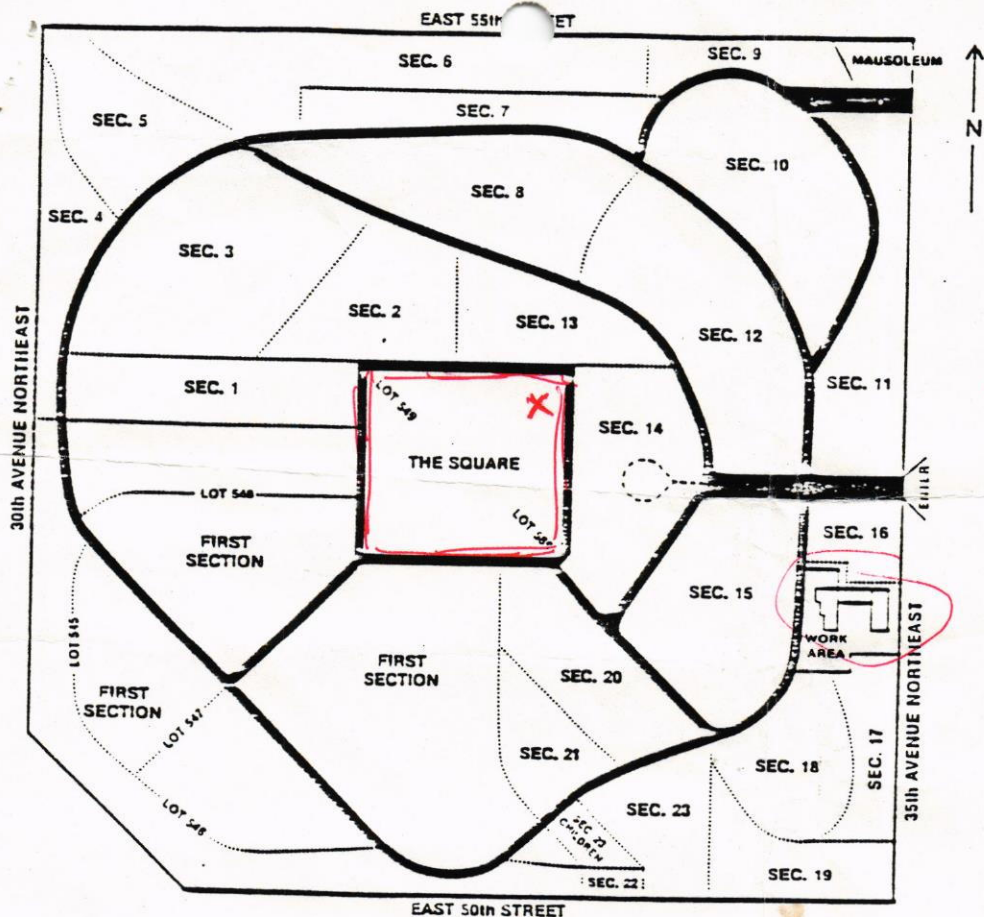 EAST 55th ET
SEC. 9
MAUSOLEUM
SEC. 6
N
SEC. 7
SEC. 5
SEC. 10
SEC. 8
SEC. 4
SEC. 3
SEC. 2
SEC. 13
SEC. 12
30th AVENUE NORTHEAST
SEC. 1
SEC. 11
LOT 549
X
SEC. 14
THE SQUARE
LOT 548
LOT 58
SEC. 16
FIRST
SECTION
SEC. 15
WORK
AREA
35th AVENUE NORTHEAST
LOT 545
FIRST
SECTION
SEC. 20
FIRST
SECTION
LOT 547
SEC. 21
SEC. 18
SEC. 17
LOT 546
SEC. 23
CHILDREN
SEC. 23
SEC. 22
SEC. 19
EAST 50th STREET